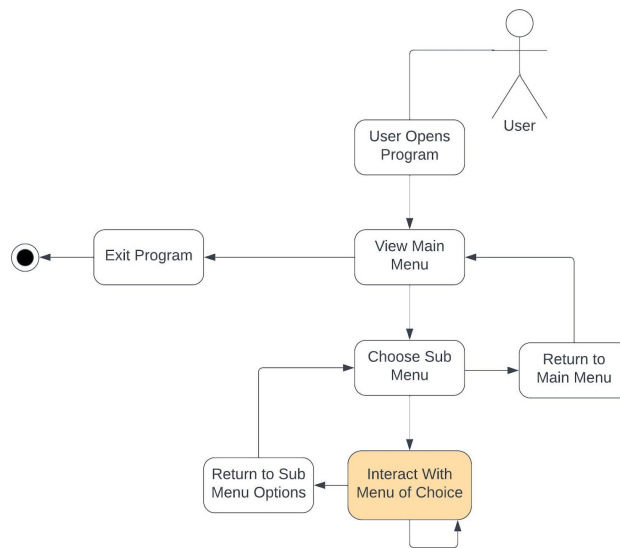 User
User Opens
Program
View Main
Menu
Exit Program
Choose Sub
Menu
Return to
Main Menu
Return to Sub
Menu Options
Interact With
Menu of Choice